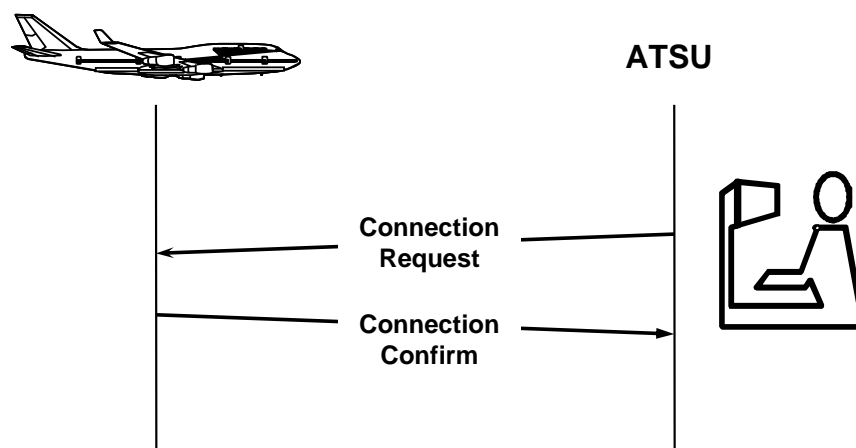 ATSU
Connection
Request
Connection
Confirm